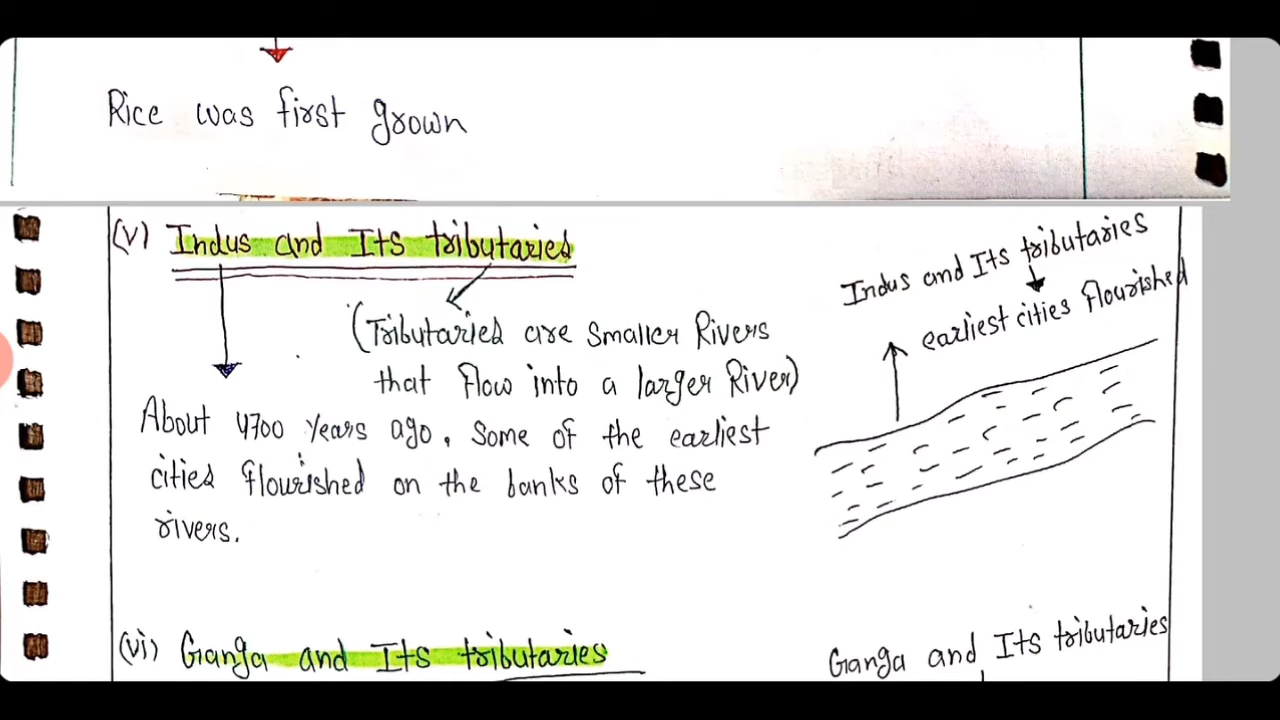 Rice was first grown
(v) Indus and Its tributaries
(Tributaries are smaller Rivers
that flow into a larger River)
About 4700 years ago, Some of the earliest
cities flourished on the banks of these
rivers.
Indus and Its tributaries
earliest cities flourished
(vi) Ganga and Its tributaries
Ganga and Its tributaries